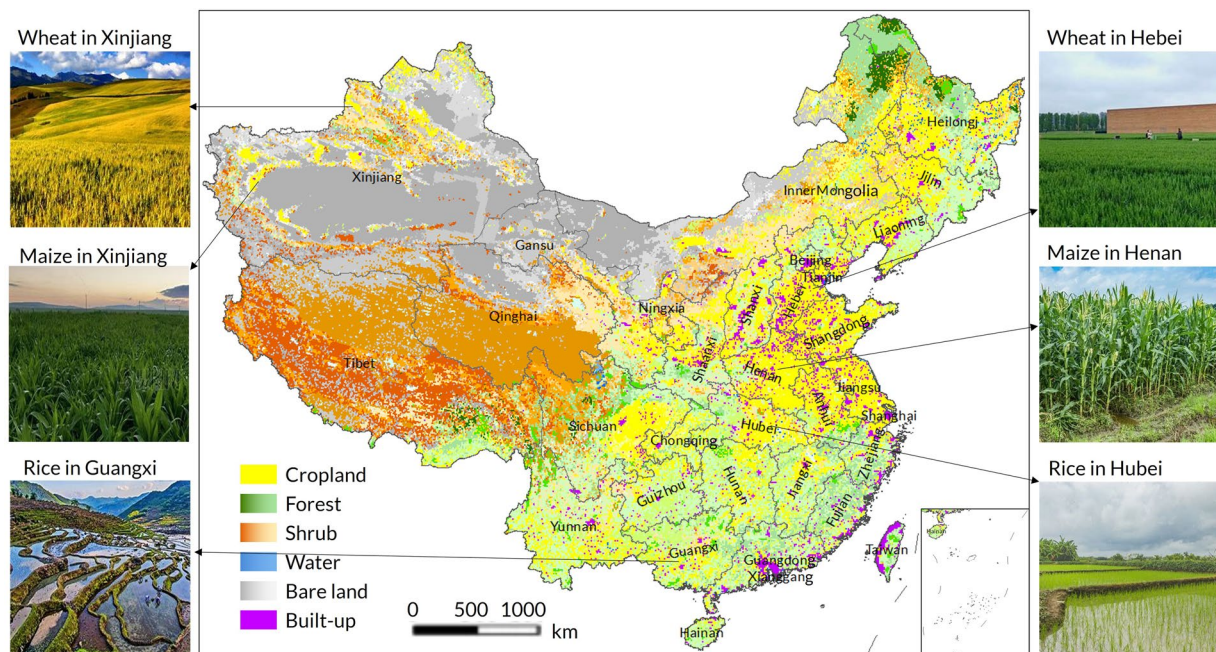 Wheat in Xinjiang
Wheat in Hebei
Heilongj
Xinjiang
InnerMongolia
Jilin
Liaoning
Maize in Xinjiang
Maize in Henan
Gansu
Beijing
Tianjin
Hebei
Qinghai
Ningxia
Shanxi
Shangdong
Tibet
Shaanxi
Henan
Jiangsu
Anhui
Shanghai
Sichuan
Chongqing
Hubei
Zhejiang
Rice in Guangxi
Rice in Hubei
Cropland
Forest
Shrub
Water
Bare land
Built-up
Guizhou
Hunan
Jiangxi
Fujian
Yunnan
Guangxi
Guangdong
Xianggang
Taiwan
Hainan
0 500 1000
km
Hainan